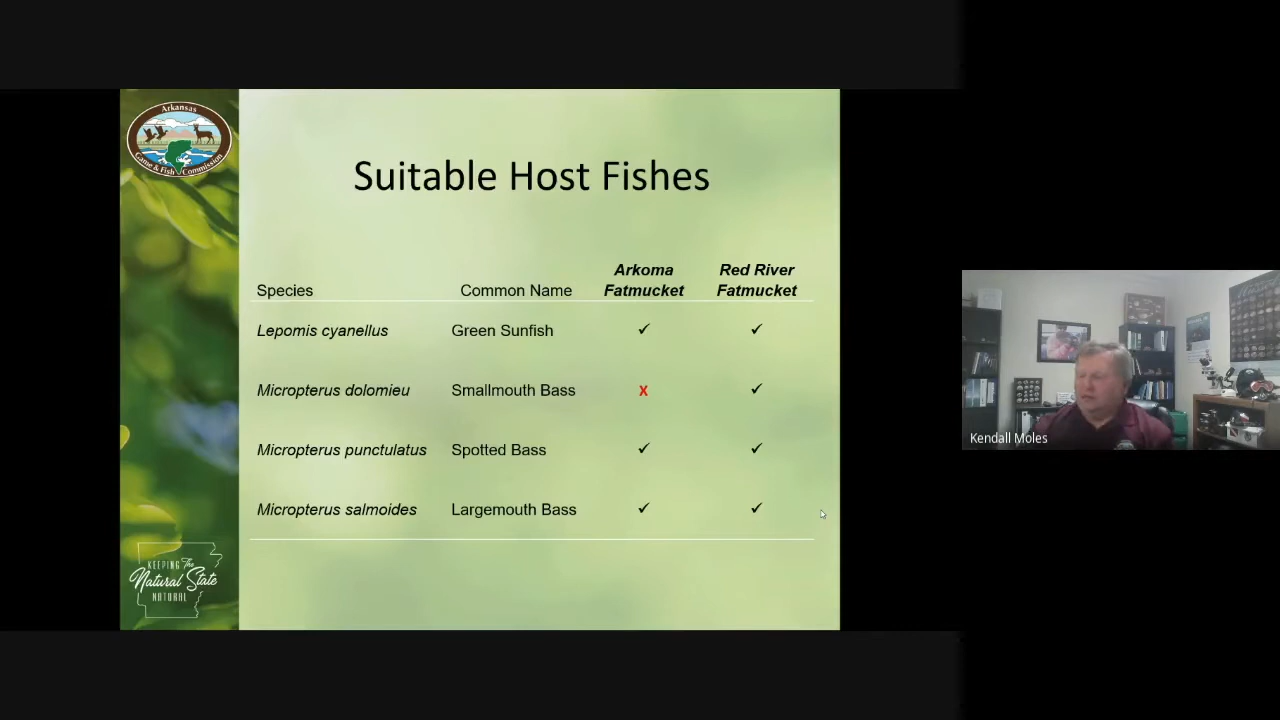 Arkansas
Game & Fish Commission
Suitable Host Fishes
Species Common Name Arkoma Fatmucket Red River Fatmucket
Lepomis cyanellus Green Sunfish ✓ ✓
Micropterus dolomieu Smallmouth Bass X ✓
Micropterus punctulatus Spotted Bass ✓ ✓
Micropterus salmoides Largemouth Bass ✓ ✓
KEEPING The
Natural State
NATURAL
Kendall Moles